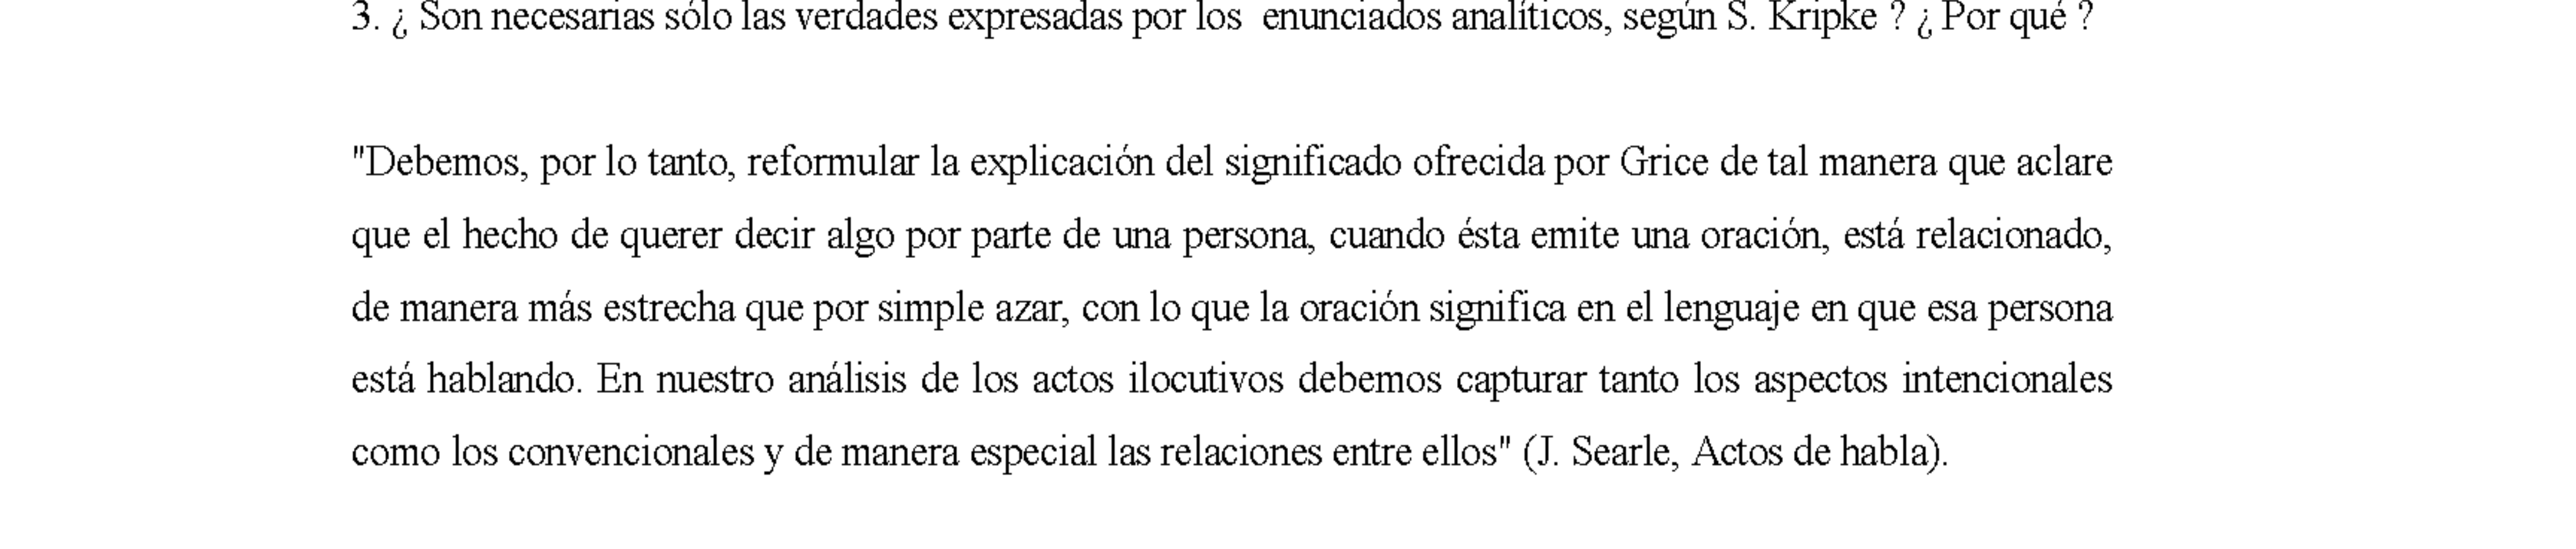 3. ¿ Son necesarias sólo las verdades expresadas por los  enunciados analíticos, según S. Kripke ? ¿ Por qué ?
"Debemos, por lo tanto, reformular la explicación del significado ofrecida por Grice de tal manera que aclare
que el hecho de querer decir algo por parte de una persona, cuando ésta emite una oración, está relacionado,
de manera más estrecha que por simple azar, con lo que la oración significa en el lenguaje en que esa persona
está hablando. En nuestro análisis de los actos ilocutivos debemos capturar tanto los aspectos intencionales
como los convencionales y de manera especial las relaciones entre ellos" (J. Searle, Actos de habla).